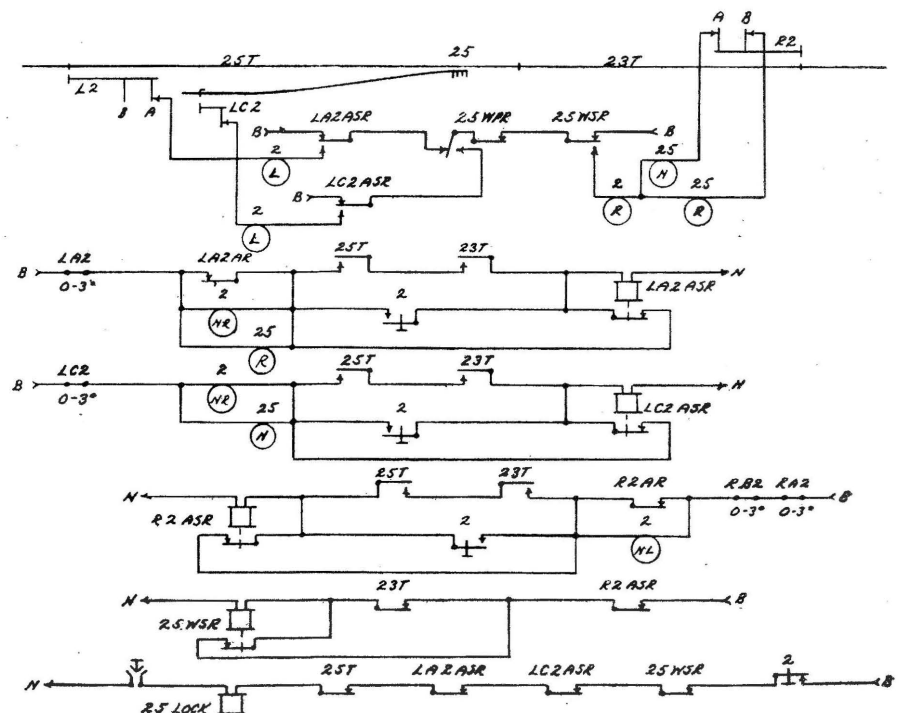 A B
R2
25T 25 23T
L2
B A
LC2
B LA2ASR 25WPR 25WSR B
2
L
25
N
B LC2ASR
2
L
2
R
25
R
B LA2 LA2AR 25T 23T N
0-3° LA2ASR
2
NR
2
25
R
B LC2 2 25T 23T N
0-3° NR LC2ASR
25
N
2
N 25T 23T R2AR RB2 RA2 B
0-3° 0-3°
R2ASR 2 2
NL
N 23T R2ASR B
25WSR
N 25T LA2ASR LC2ASR 25WSR 2 B
25 LOCK